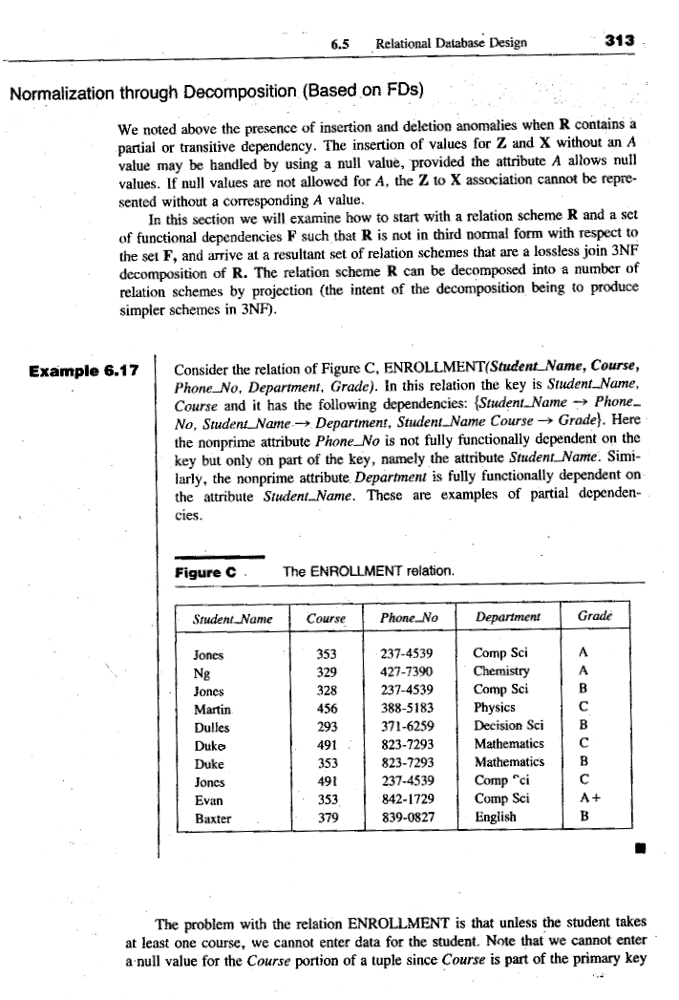 6.5 Relational Database Design 313
Normalization through Decomposition (Based on FDs)
We noted above the presence of insertion and deletion anomalies when R contains a
partial or transitive dependency. The insertion of values for Z and X without an A
value may be handled by using a null value, provided the attribute A allows null
values. If null values are not allowed for A, the Z to X association cannot be repre-
sented without a corresponding A value.
In this section we will examine how to start with a relation scheme R and a set
of functional dependencies F such that R is not in third normal form with respect to
the set F, and arrive at a resultant set of relation schemes that are a lossless join 3NF
decomposition of R. The relation scheme R can be decomposed into a number of
relation schemes by projection (the intent of the decomposition being to produce
simpler schemes in 3NF).
Example 6.17
Consider the relation of Figure C, ENROLLMENT(Student_Name, Course,
Phone_No, Department, Grade). In this relation the key is Student_Name,
Course and it has the following dependencies: {Student_Name → Phone_
No, Student_Name → Department, Student_Name Course → Grade}. Here
the nonprime attribute Phone_No is not fully functionally dependent on the
key but only on part of the key, namely the attribute Student_Name. Simi-
larly, the nonprime attribute Department is fully functionally dependent on
the attribute Student_Name. These are examples of partial dependen-
cies.
Figure C The ENROLLMENT relation.
Student_Name Course Phone_No Department Grade
Jones 353 237-4539 Comp Sci A
Ng 329 427-7390 Chemistry A
Jones 328 237-4539 Comp Sci B
Martin 456 388-5183 Physics C
Dulles 293 371-6259 Decision Sci B
Duke 491 823-7293 Mathematics C
Duke 353 823-7293 Mathematics B
Jones 491 237-4539 Comp Sci C
Evan 353 842-1729 Comp Sci A+
Baxter 379 839-0827 English B
The problem with the relation ENROLLMENT is that unless the student takes
at least one course, we cannot enter data for the student. Note that we cannot enter
a null value for the Course portion of a tuple since Course is part of the primary key